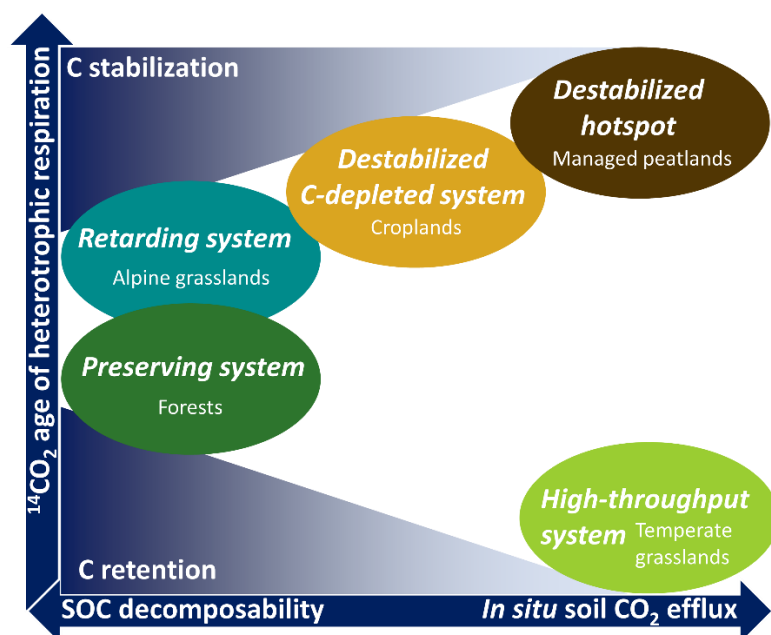 ¹⁴CO₂ age of heterotrophic respiration
C stabilization
Destabilized
hotspot
Managed peatlands
Destabilized
C-depleted system
Croplands
Retarding system
Alpine grasslands
Preserving system
Forests
High-throughput
system Temperate
grasslands
C retention
SOC decomposability
In situ soil CO₂ efflux